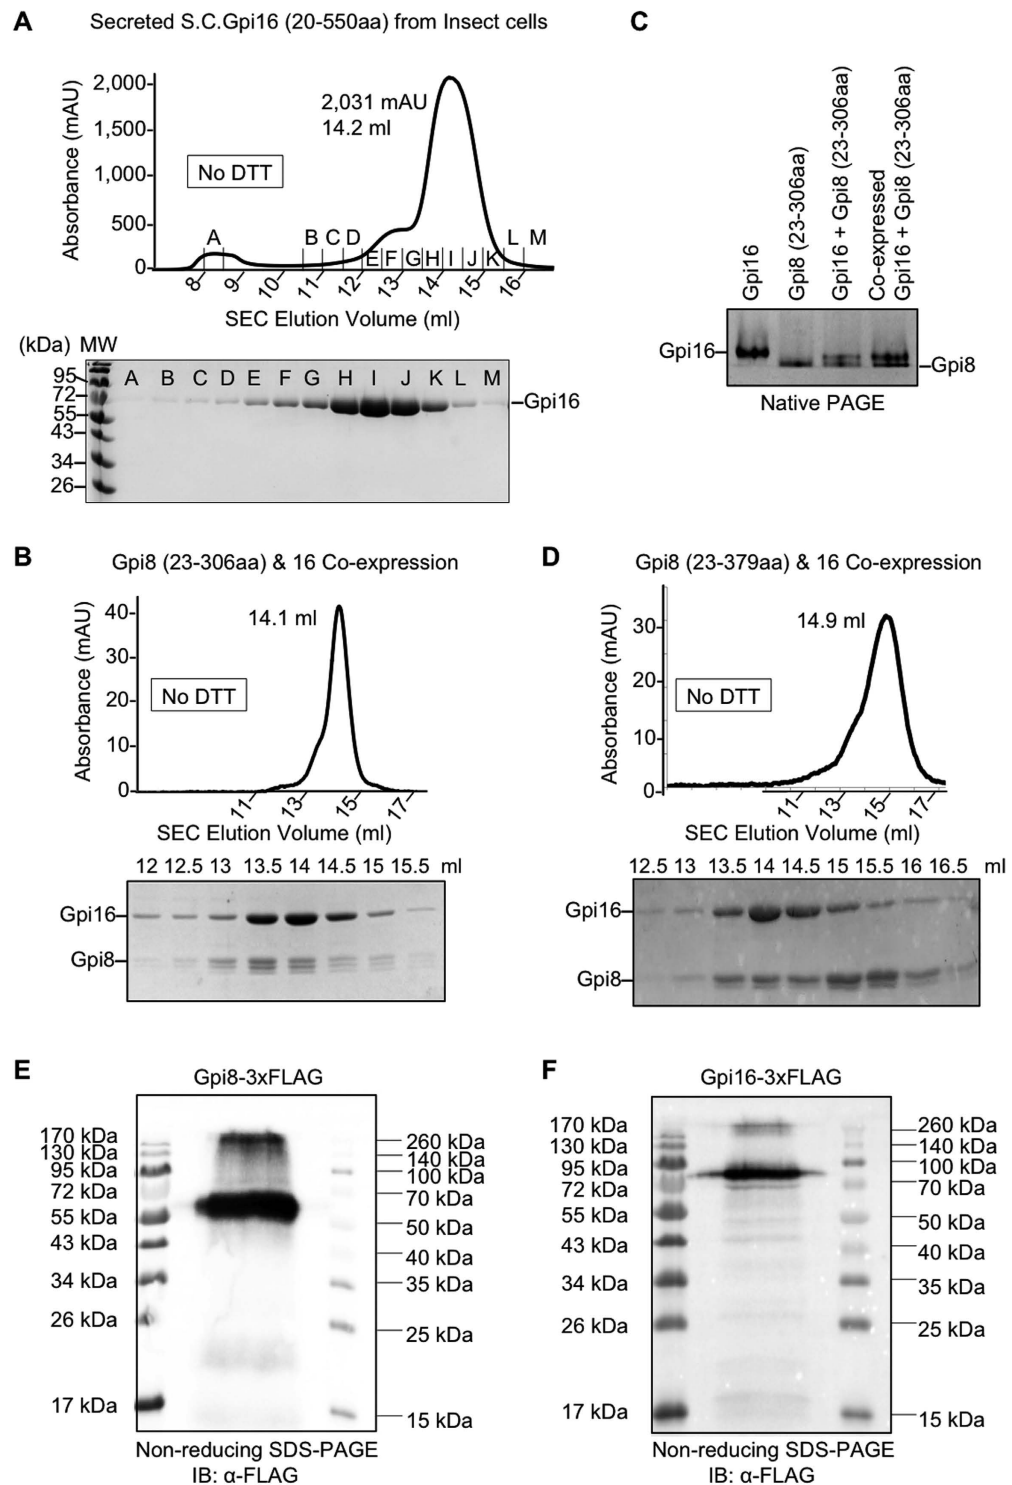 A
Secreted S.C.Gpi16 (20-550aa) from Insect cells
Absorbance (mAU)
2,000
1,500
1,000
500
0
2,031 mAU
14.2 ml
No DTT
A B C D E F G H I J K L M
8 9 10 11 12 13 14 15 16
SEC Elution Volume (ml)
(kDa) MW
A B C D E F G H I J K L M
95
72
55
43
34
26
Gpi16
C
Gpi16
Gpi8 (23-306aa)
Gpi16 + Gpi8 (23-306aa)
Co-expressed
Gpi16 + Gpi8 (23-306aa)
Gpi16
Gpi8
Native PAGE
B
Gpi8 (23-306aa) & 16 Co-expression
Absorbance (mAU)
40
30
20
10
0
14.1 ml
No DTT
11 13 15 17
SEC Elution Volume (ml)
12 12.5 13 13.5 14 14.5 15 15.5 ml
Gpi16
Gpi8
D
Gpi8 (23-379aa) & 16 Co-expression
Absorbance (mAU)
30
20
10
0
14.9 ml
No DTT
11 13 15 17
SEC Elution Volume (ml)
12.5 13 13.5 14 14.5 15 15.5 16 16.5 ml
Gpi16
Gpi8
E
Gpi8-3xFLAG
170 kDa
130 kDa
95 kDa
72 kDa
55 kDa
43 kDa
34 kDa
26 kDa
17 kDa
260 kDa
140 kDa
100 kDa
70 kDa
50 kDa
40 kDa
35 kDa
25 kDa
15 kDa
Non-reducing SDS-PAGE
IB: α-FLAG
F
Gpi16-3xFLAG
170 kDa
130 kDa
95 kDa
72 kDa
55 kDa
43 kDa
34 kDa
26 kDa
17 kDa
260 kDa
140 kDa
100 kDa
70 kDa
50 kDa
40 kDa
35 kDa
25 kDa
15 kDa
Non-reducing SDS-PAGE
IB: α-FLAG